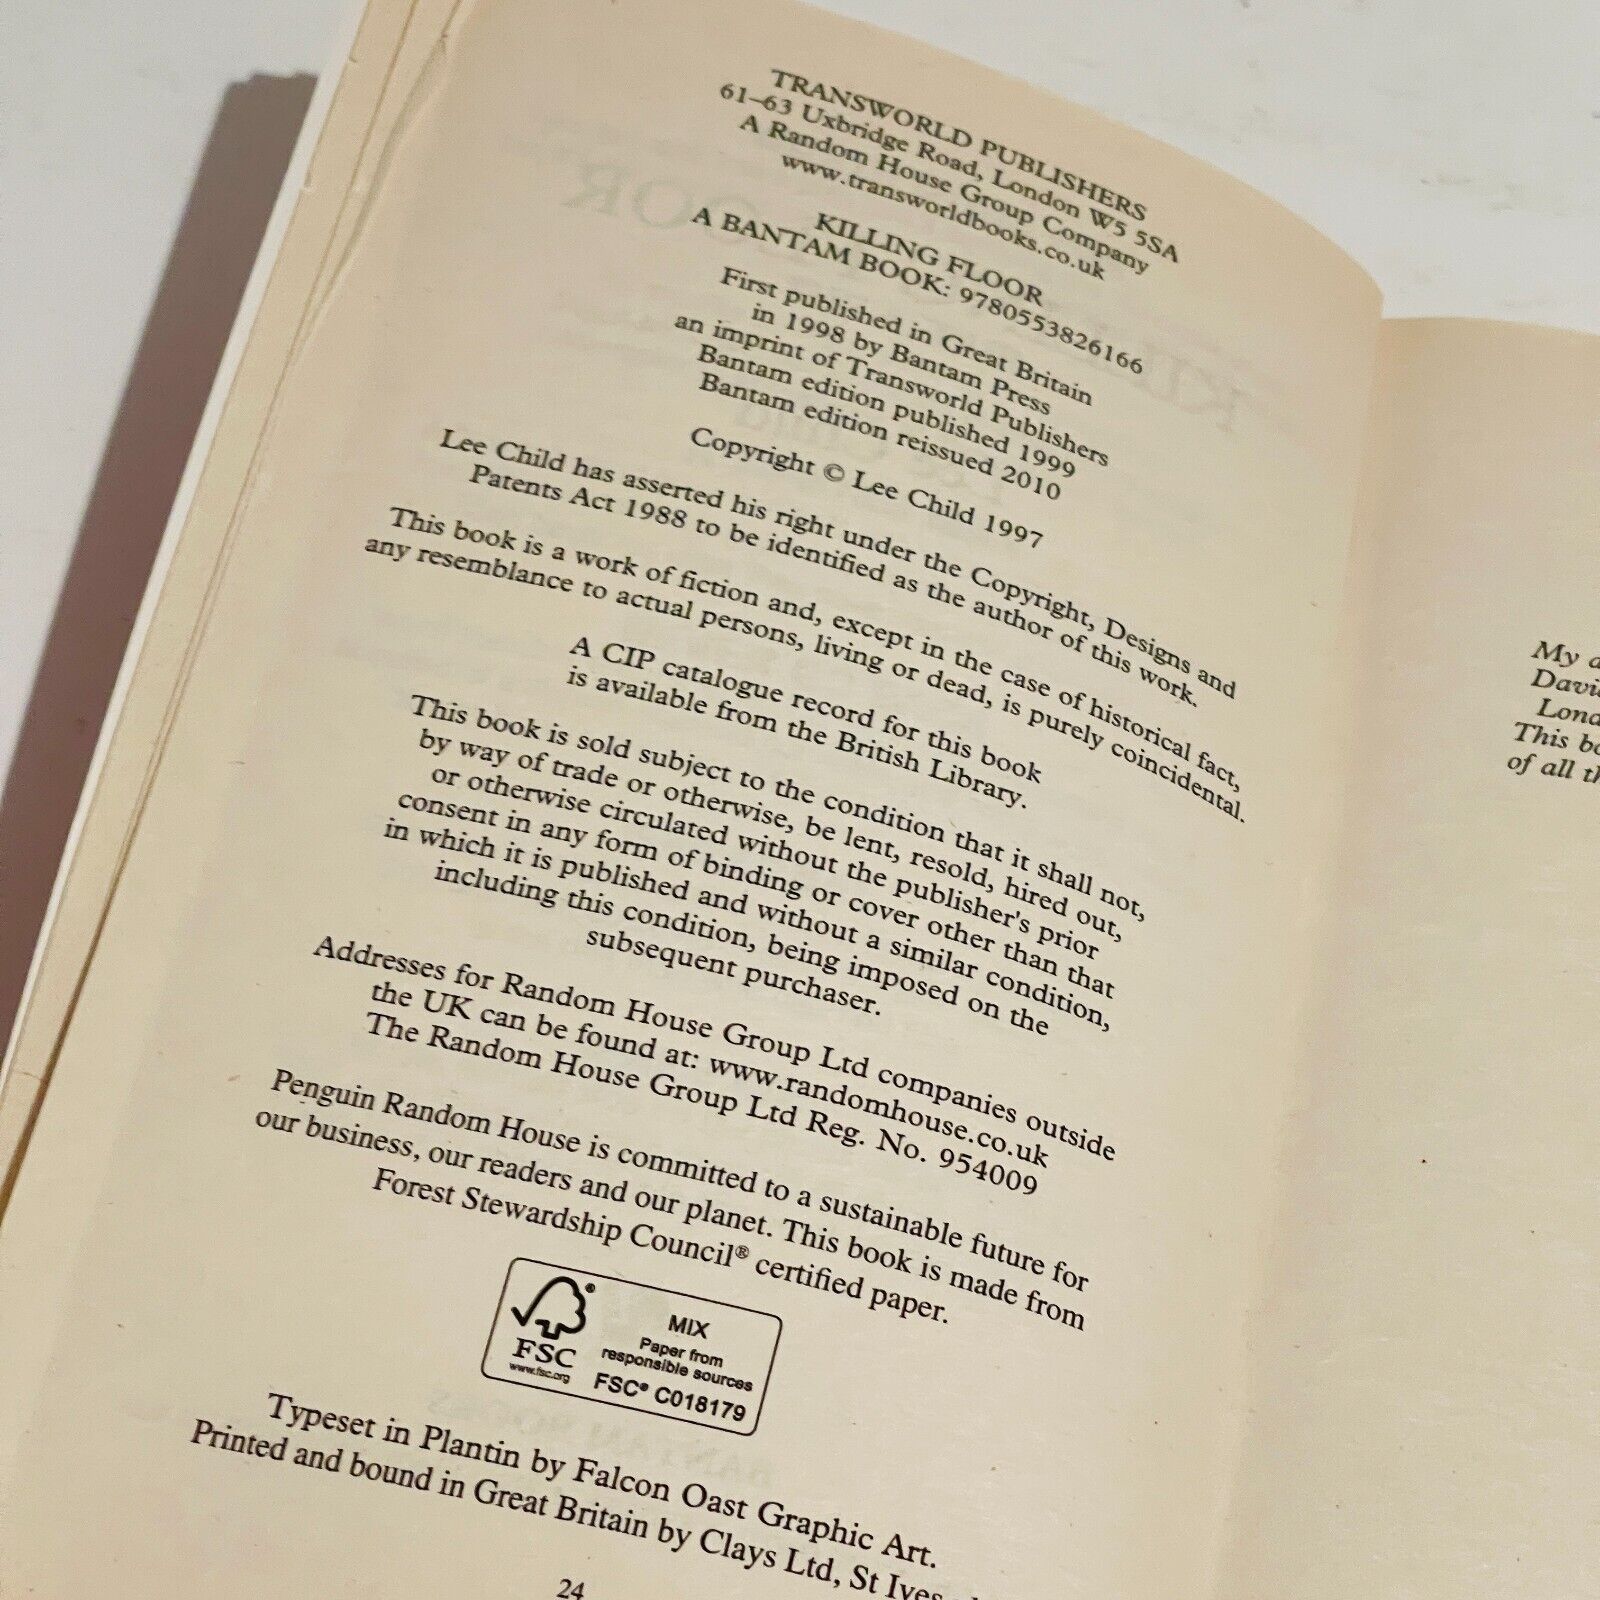 TRANSWORLD PUBLISHERS
61–63 Uxbridge Road, London W5 5SA
A Random House Group Company
www.transworldbooks.co.uk
KILLING FLOOR
A BANTAM BOOK: 9780553826166
First published in Great Britain
in 1998 by Bantam Press
an imprint of Transworld Publishers
Bantam edition published 1999
Bantam edition reissued 2010
Copyright © Lee Child 1997
Lee Child has asserted his right under the Copyright, Designs and
Patents Act 1988 to be identified as the author of this work.
This book is a work of fiction and, except in the case of historical fact,
any resemblance to actual persons, living or dead, is purely coincidental.
A CIP catalogue record for this book
is available from the British Library.
This book is sold subject to the condition that it shall not,
by way of trade or otherwise, be lent, resold, hired out,
or otherwise circulated without the publisher's prior
consent in any form of binding or cover other than that
in which it is published and without a similar condition,
including this condition, being imposed on the
subsequent purchaser.
Addresses for Random House Group Ltd companies outside
the UK can be found at: www.randomhouse.co.uk
The Random House Group Ltd Reg. No. 954009
Penguin Random House is committed to a sustainable future for
our business, our readers and our planet. This book is made from
Forest Stewardship Council® certified paper.
FSC
www.fsc.org
MIX
Paper from
responsible sources
FSC® C018179
Typeset in Plantin by Falcon Oast Graphic Art.
Printed and bound in Great Britain by Clays Ltd, St Ives
24
My
Davi
Lond
This bo
of all th